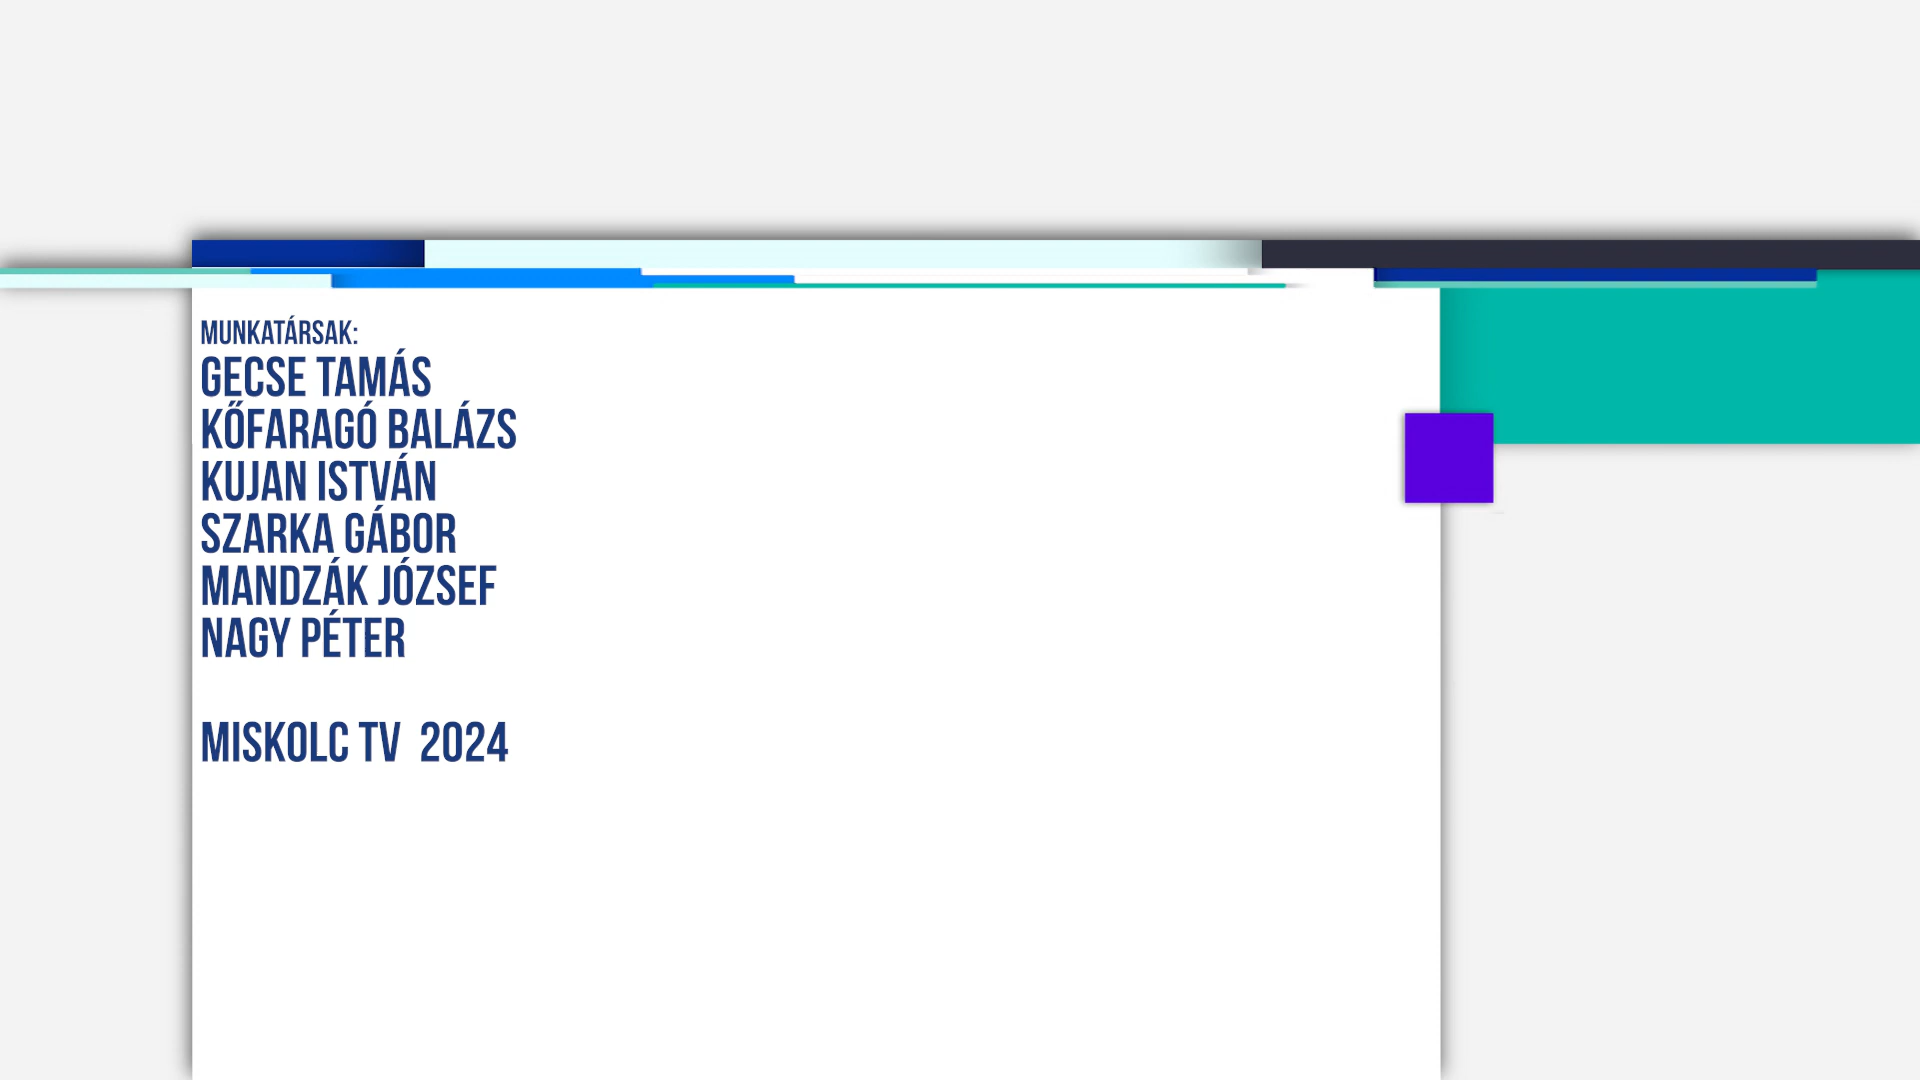 MUNKATÁRSAK:
GECSE TAMÁS
KŐFARAGÓ BALÁZS
KUJAN ISTVÁN
SZARKA GÁBOR
MANDZÁK JÓZSEF
NAGY PÉTER
MISKOLC TV  2024